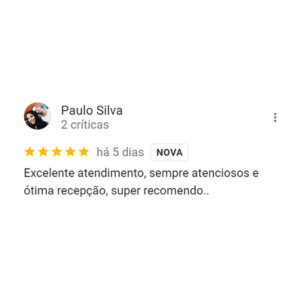 Paulo Silva
2 críticas
há 5 dias NOVA
Excelente atendimento, sempre atenciosos e
ótima recepção, super recomendo..